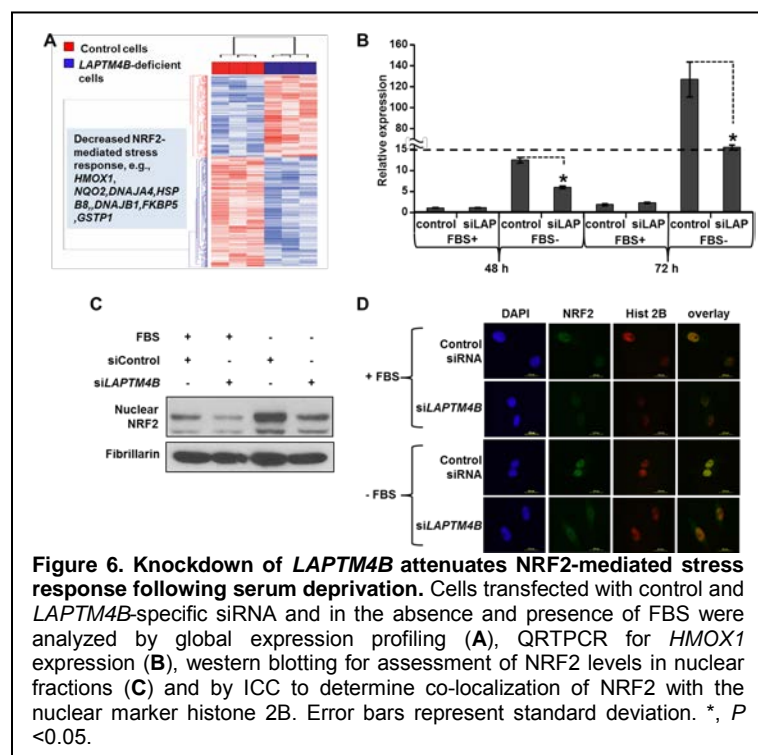 A
Control cells
LAPTM4B-deficient
cells
Decreased NRF2-
mediated stress
response, e.g.,
HMOX1,
NQO2,DNAJA4,HSP
B8,,DNAJB1,FKBP5
,GSTP1
B
Relative expression
160
140
120
100
80
60
40
15
10
5
0
control siLAP control siLAP control siLAP control siLAP
FBS+ FBS- FBS+ FBS-
48 h 72 h
* *
C
FBS + + - -
siControl + - + -
siLAPTM4B - + - +
Nuclear
NRF2
Fibrillarin
D
DAPI NRF2 Hist 2B overlay
+ FBS
Control
siRNA
siLAPTM4B
- FBS
Control
siRNA
siLAPTM4B
Figure 6. Knockdown of LAPTM4B attenuates NRF2-mediated stress
response following serum deprivation. Cells transfected with control and
LAPTM4B-specific siRNA and in the absence and presence of FBS were
analyzed by global expression profiling (A), QRTPCR for HMOX1
expression (B), western blotting for assessment of NRF2 levels in nuclear
fractions (C) and by ICC to determine co-localization of NRF2 with the
nuclear marker histone 2B. Error bars represent standard deviation. *, P
<0.05.